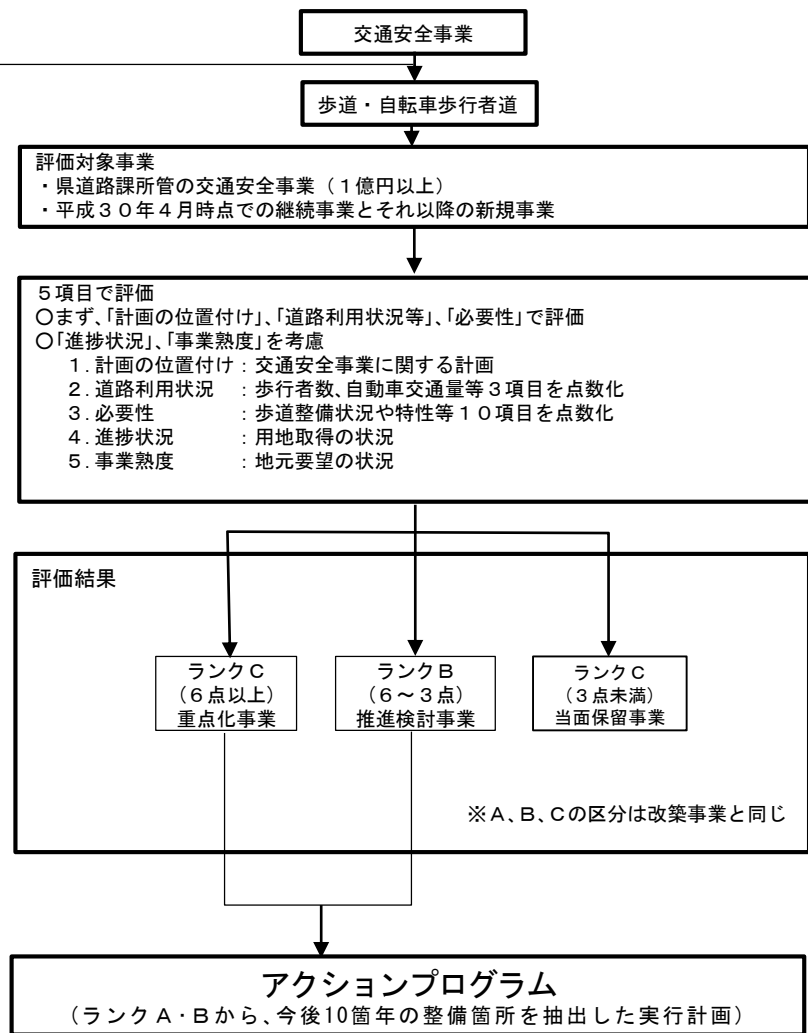 交通安全事業
歩道・自転車歩行者道
評価対象事業
・県道路課所管の交通安全事業（１億円以上）
・平成３０年４月時点での継続事業とそれ以降の新規事業
５項目で評価
○まず、｢計画の位置付け｣、｢道路利用状況等｣、｢必要性｣で評価
○｢進捗状況｣、｢事業熟度｣を考慮
１．計画の位置付け：交通安全事業に関する計画
２．道路利用状況　：歩行者数、自動車交通量等３項目を点数化
３．必要性　　　　：歩道整備状況や特性等１０項目を点数化
４．進捗状況　　　：用地取得の状況
５．事業熟度　　　：地元要望の状況
評価結果
ランクＣ
（６点以上）
重点化事業
ランクＢ
（６～３点）
推進検討事業
ランクＣ
（３点未満）
当面保留事業
※Ａ、Ｂ、Ｃの区分は改築事業と同じ
アクションプログラム
（ランクＡ・Ｂから、今後10箇年の整備箇所を抽出した実行計画）